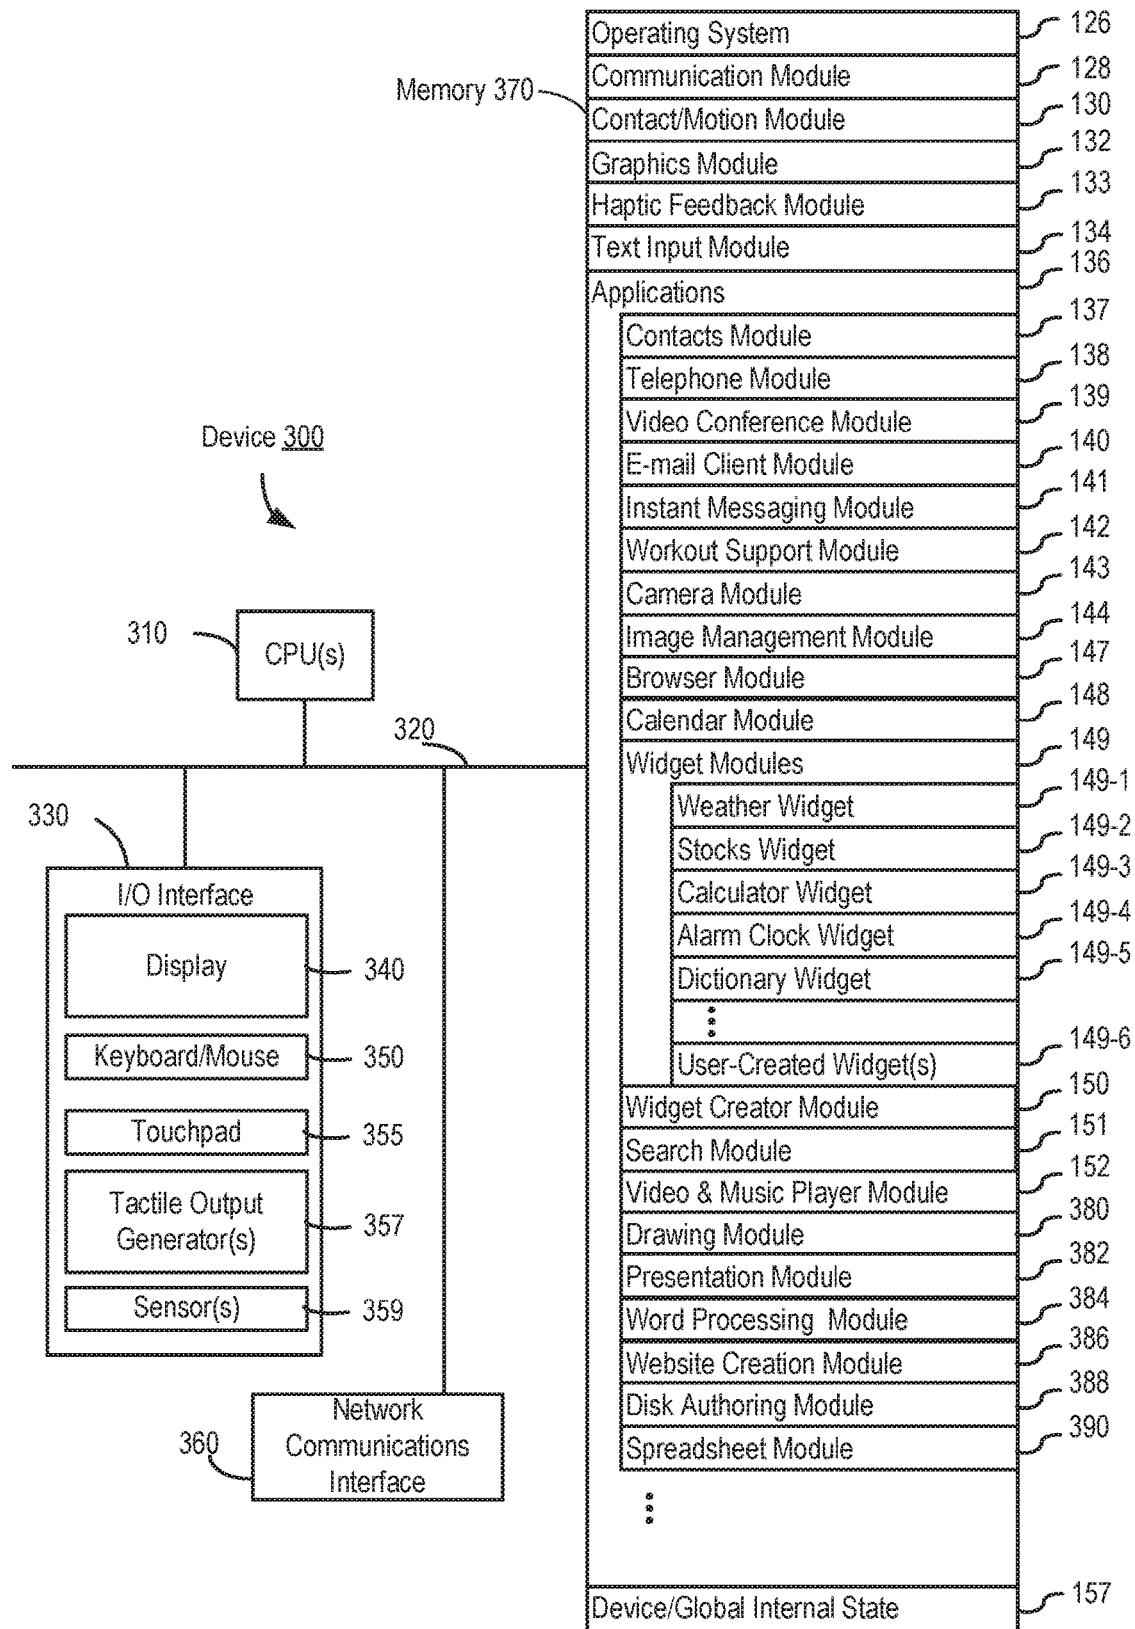 Operating System 126
Communication Module 128
Memory 370
Contact/Motion Module 130
Graphics Module 132
Haptic Feedback Module 133
Text Input Module 134
Applications 136
Contacts Module 137
Telephone Module 138
Video Conference Module 139
E-mail Client Module 140
Instant Messaging Module 141
Workout Support Module 142
Camera Module 143
Image Management Module 144
Browser Module 147
Calendar Module 148
Widget Modules 149
Weather Widget 149-1
Stocks Widget 149-2
Calculator Widget 149-3
Alarm Clock Widget 149-4
Dictionary Widget 149-5
User-Created Widget(s) 149-6
Widget Creator Module 150
Search Module 151
Video & Music Player Module 152
Drawing Module 380
Presentation Module 382
Word Processing Module 384
Website Creation Module 386
Disk Authoring Module 388
Spreadsheet Module 390
Device/Global Internal State 157
Device 300
310
CPU(s)
320
330
I/O Interface
Display 340
Keyboard/Mouse 350
Touchpad 355
Tactile Output
Generator(s) 357
Sensor(s) 359
360
Network
Communications
Interface